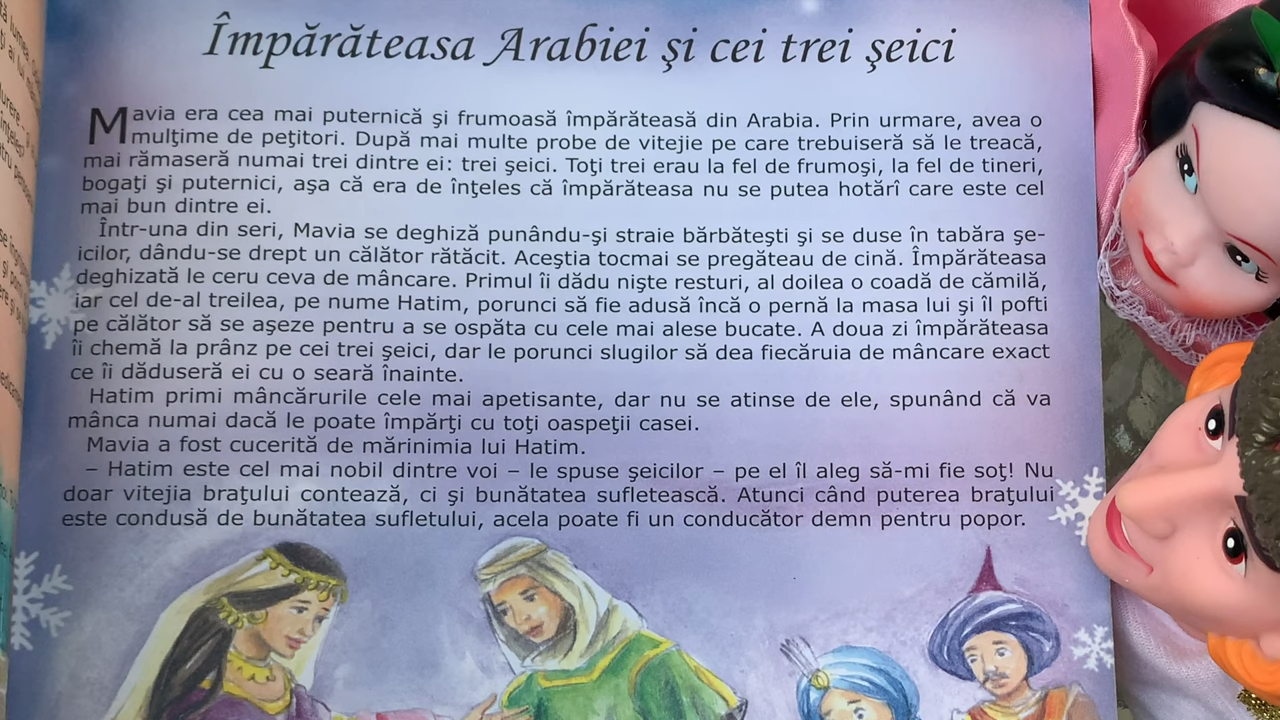 Împărăteasa Arabiei şi cei trei şeici
Mavia era cea mai puternică şi frumoasă împărăteasă din Arabia. Prin urmare, avea o
mulţime de peţitori. După mai multe probe de vitejie pe care trebuiseră să le treacă,
mai rămaseră numai trei dintre ei: trei şeici. Toţi trei erau la fel de frumoşi, la fel de tineri,
bogaţi şi puternici, aşa că era de înţeles că împărăteasa nu se putea hotărî care este cel
mai bun dintre ei.
Într-una din seri, Mavia se deghiză punându-şi straie bărbăteşti şi se duse în tabăra şe-
icilor, dându-se drept un călător rătăcit. Aceştia tocmai se pregăteau de cină. Împărăteasa
deghizată le ceru ceva de mâncare. Primul îi dădu nişte resturi, al doilea o coadă de cămilă,
iar cel de-al treilea, pe nume Hatim, porunci să fie adusă încă o pernă la masa lui şi îl pofti
pe călător să se aşeze pentru a se ospăta cu cele mai alese bucate. A doua zi împărăteasa
îi chemă la prânz pe cei trei şeici, dar le porunci slugilor să dea fiecăruia de mâncare exact
ce îi dăduseră ei cu o seară înainte.
Hatim primi mâncărurile cele mai apetisante, dar nu se atinse de ele, spunând că va
mânca numai dacă le poate împărţi cu toţi oaspeţii casei.
Mavia a fost cucerită de mărinimia lui Hatim.
– Hatim este cel mai nobil dintre voi – le spuse şeicilor – pe el îl aleg să-mi fie soţ! Nu
doar vitejia braţului contează, ci şi bunătatea sufletească. Atunci când puterea braţului
este condusă de bunătatea sufletului, acela poate fi un conducător demn pentru popor.